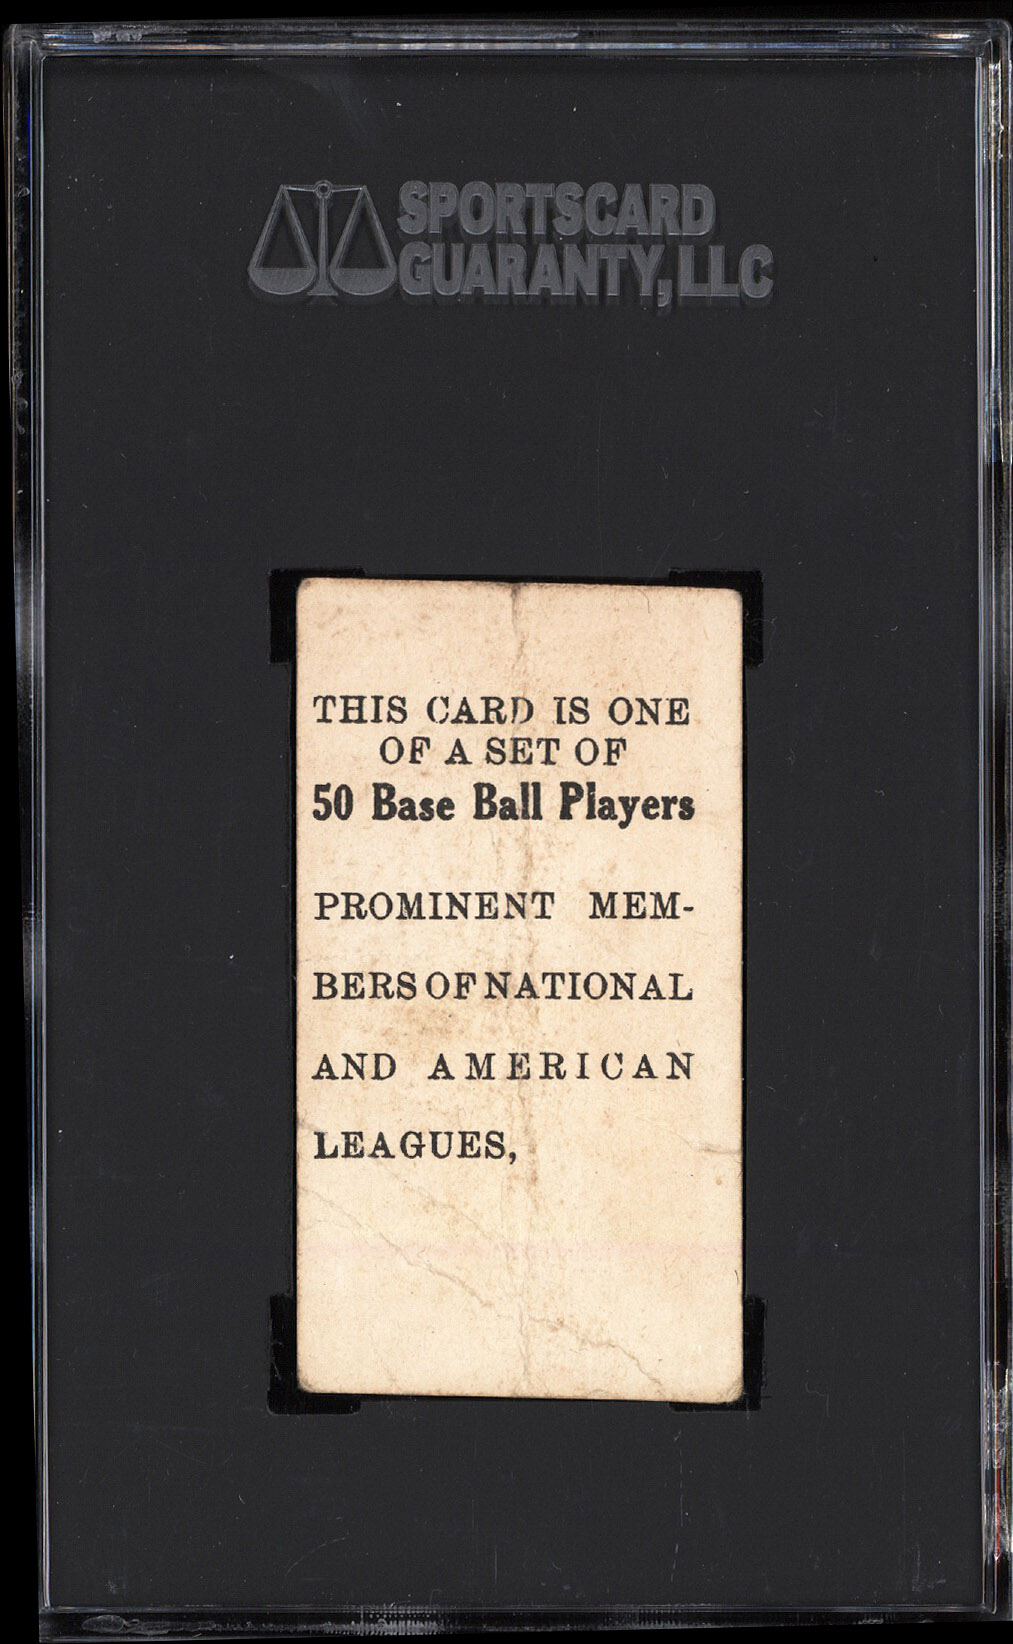 SPORTSCARD
GUARANTY, LLC
THIS CARD IS ONE
OF A SET OF
50 Base Ball Players
PROMINENT MEM-
BERS OF NATIONAL
AND AMERICAN
LEAGUES,